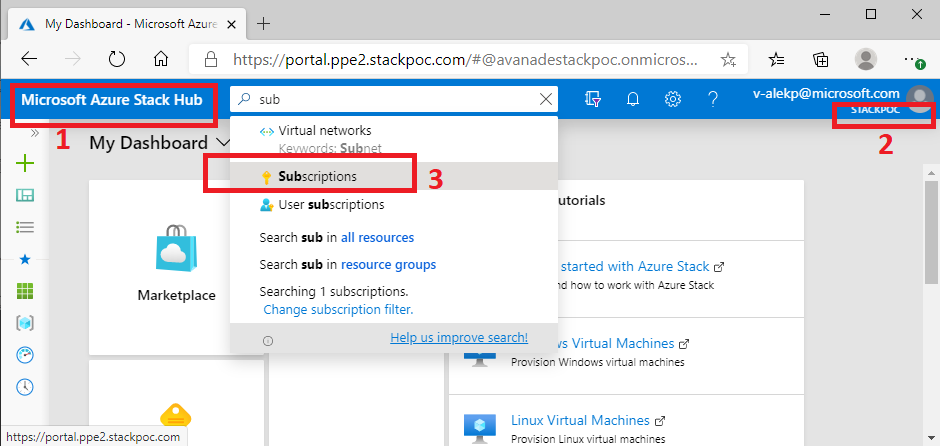 My Dashboard - Microsoft Azure
https://portal.ppe2.stackpoc.com/#@avanadestackpoc.onmicros...
Microsoft Azure Stack Hub
sub
v-alekp@microsoft.com
STACKPOC
1
2
My Dashboard
Virtual networks
Keywords: Subnet
Subscriptions
3
User subscriptions
Search sub in all resources
Search sub in resource groups
Searching 1 subscriptions.
Change subscription filter.
Help us improve search!
Marketplace
utorials
started with Azure Stack
nd how to work with Azure Stack
ws Virtual Machines
Provision Windows virtual machines
Linux Virtual Machines
Provision Linux virtual machines
https://portal.ppe2.stackpoc.com